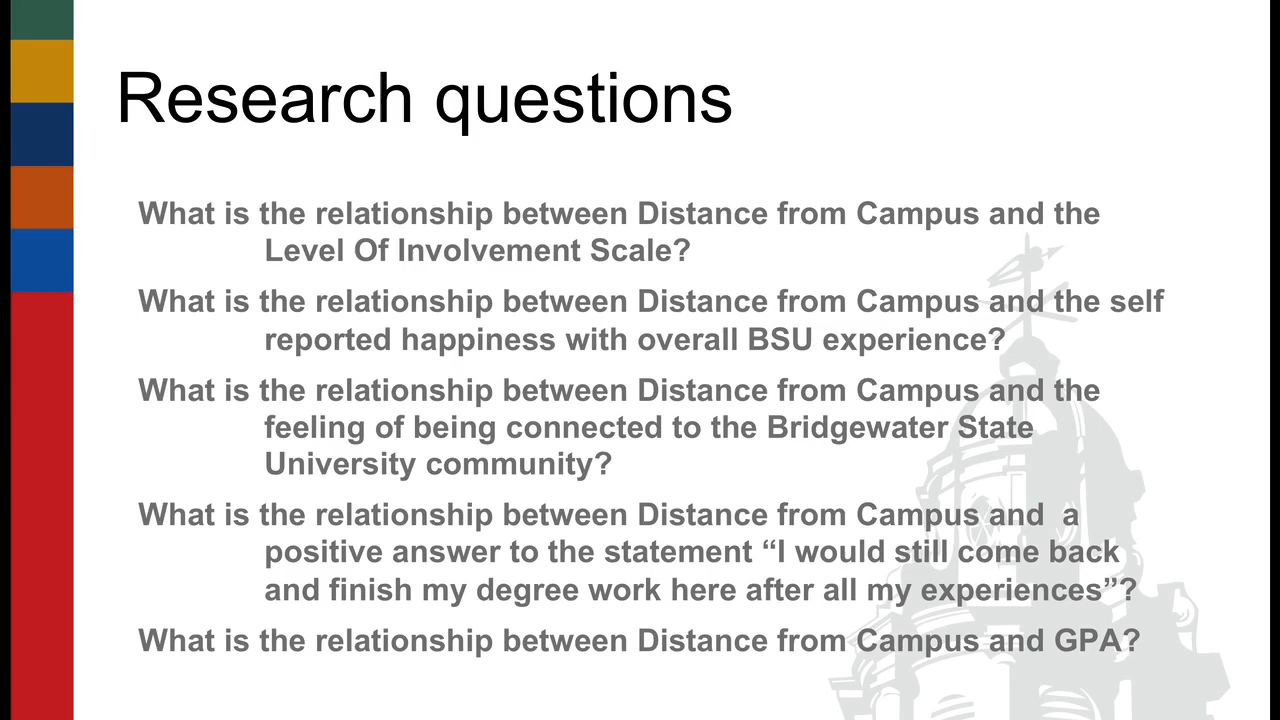 Research questions
What is the relationship between Distance from Campus and the
Level Of Involvement Scale?
What is the relationship between Distance from Campus and the self
reported happiness with overall BSU experience?
What is the relationship between Distance from Campus and the
feeling of being connected to the Bridgewater State
University community?
What is the relationship between Distance from Campus and  a
positive answer to the statement “I would still come back
and finish my degree work here after all my experiences”?
What is the relationship between Distance from Campus and GPA?